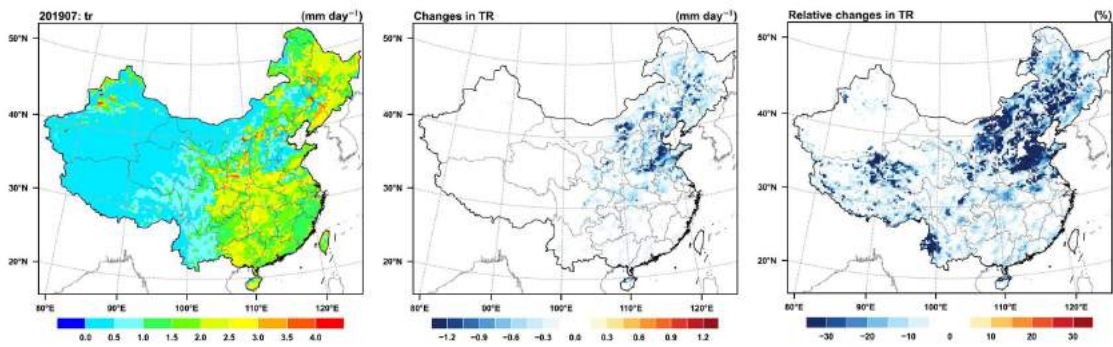 201907: tr (mm day⁻¹)
50°N
40°N
30°N
20°N
80°E 90°E 100°E 110°E 120°E
0.0 0.5 1.0 1.5 2.0 2.5 3.0 3.5 4.0
Changes in TR (mm day⁻¹)
50°N
40°N
30°N
20°N
80°E 90°E 100°E 110°E 120°E
−1.2 −0.9 −0.6 −0.3 0.0 0.3 0.6 0.9 1.2
Relative changes in TR (%)
50°N
40°N
30°N
20°N
80°E 90°E 100°E 110°E 120°E
−30 −20 −10 0 10 20 30